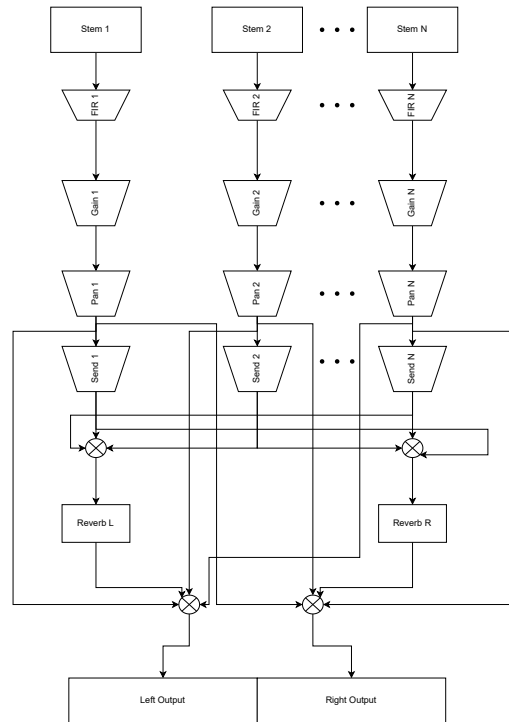 Stem 1
Stem 2
Stem N
FIR 1
FIR 2
FIR N
Gain 1
Gain 2
Gain N
Pan 1
Pan 2
Pan N
Send 1
Send 2
Send N
Reverb L
Reverb R
Left Output
Right Output